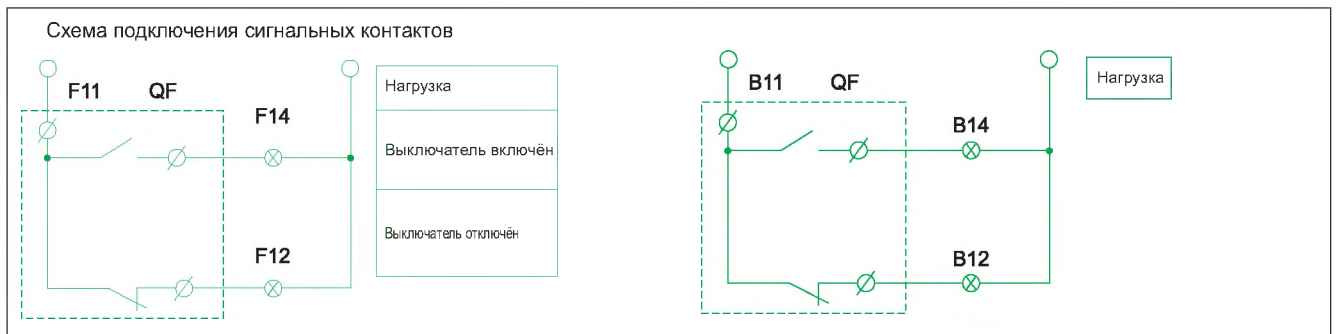 Схема подключения сигнальных контактов
F11 QF
F14
F12
Нагрузка
Выключатель включён
Выключатель отключён
B11 QF
B14
B12
Нагрузка